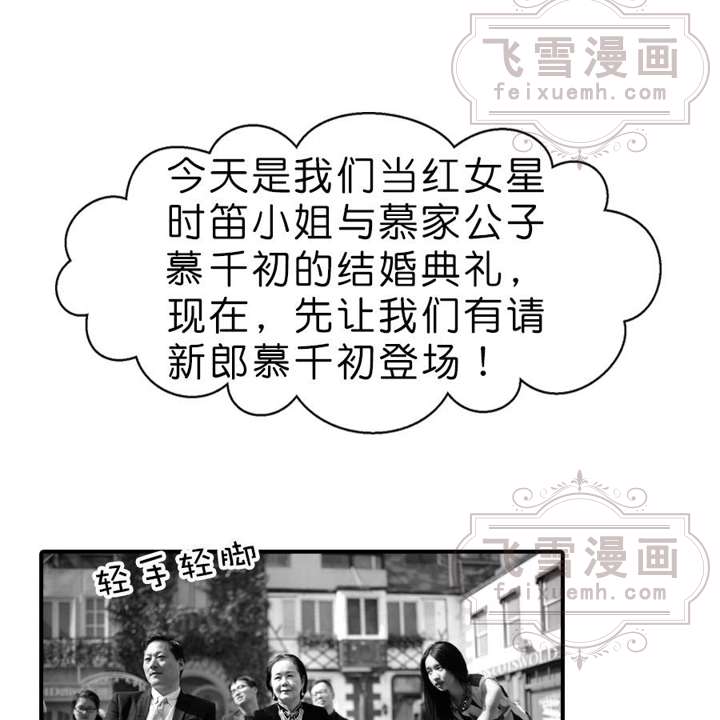 飞雪漫画
feixuemh.com
今天是我们当红女星
时笛小姐与慕家公子
慕千初的结婚典礼，
现在，先让我们有请
新郎慕千初登场！
飞雪漫画
feixuemh.com
轻手轻脚